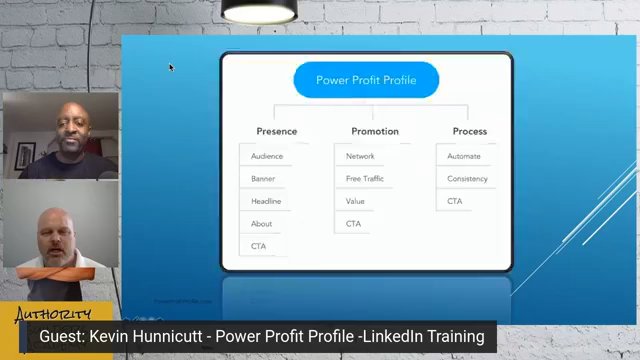 Power Profit Profile
Presence
Audience
Banner
Headline
About
CTA
Promotion
Network
Free Traffic
Value
CTA
Process
Automate
Consistency
CTA
AUTHORITY
Guest: Kevin Hunnicutt - Power Profit Profile -LinkedIn Training